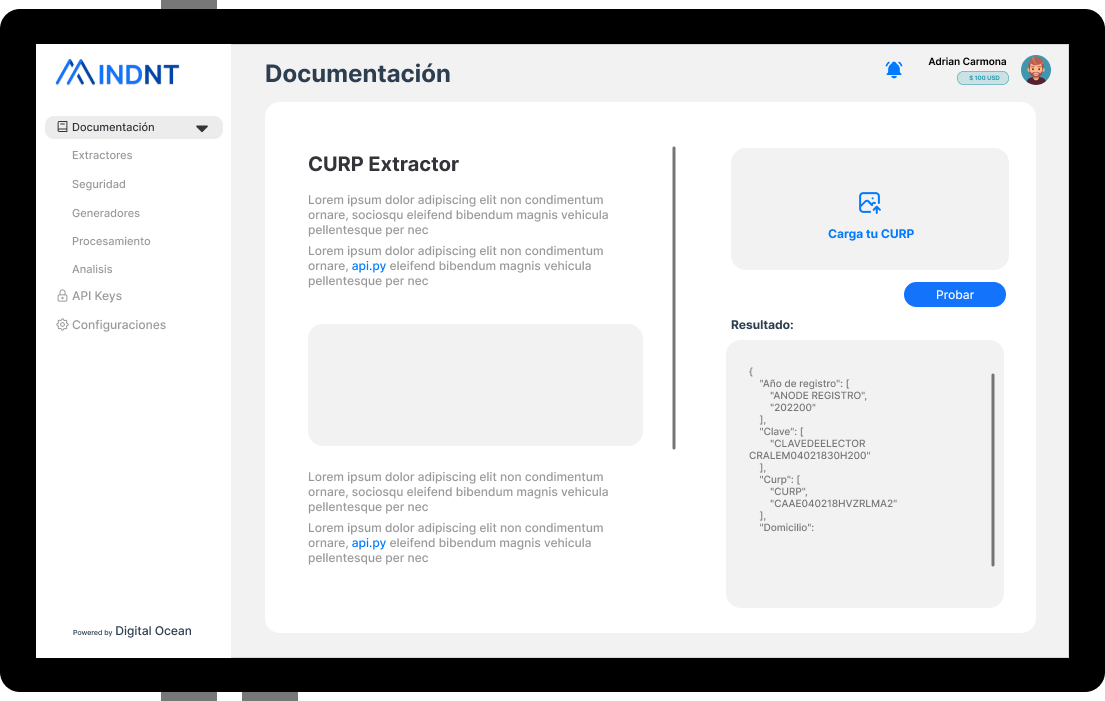 MINDNT
Documentación
Extractores
Seguridad
Generadores
Procesamiento
Analisis
API Keys
Configuraciones
Powered by Digital Ocean
Documentación
Adrian Carmona
$ 100 USD
CURP Extractor
Lorem ipsum dolor adipiscing elit non condimentum
ornare, sociosqu eleifend bibendum magnis vehicula
pellentesque per nec
Lorem ipsum dolor adipiscing elit non condimentum
ornare, api.py eleifend bibendum magnis vehicula
pellentesque per nec
Lorem ipsum dolor adipiscing elit non condimentum
ornare, sociosqu eleifend bibendum magnis vehicula
pellentesque per nec
Lorem ipsum dolor adipiscing elit non condimentum
ornare, api.py eleifend bibendum magnis vehicula
pellentesque per nec
Carga tu CURP
Probar
Resultado:
{
"Año de registro": [
"ANODE REGISTRO",
"202200"
],
"Clave": [
"CLAVEDEELECTOR
CRALEM04021830H200"
],
"Curp": [
"CURP",
"CAAE040218HVZRLMA2"
],
"Domicilio":